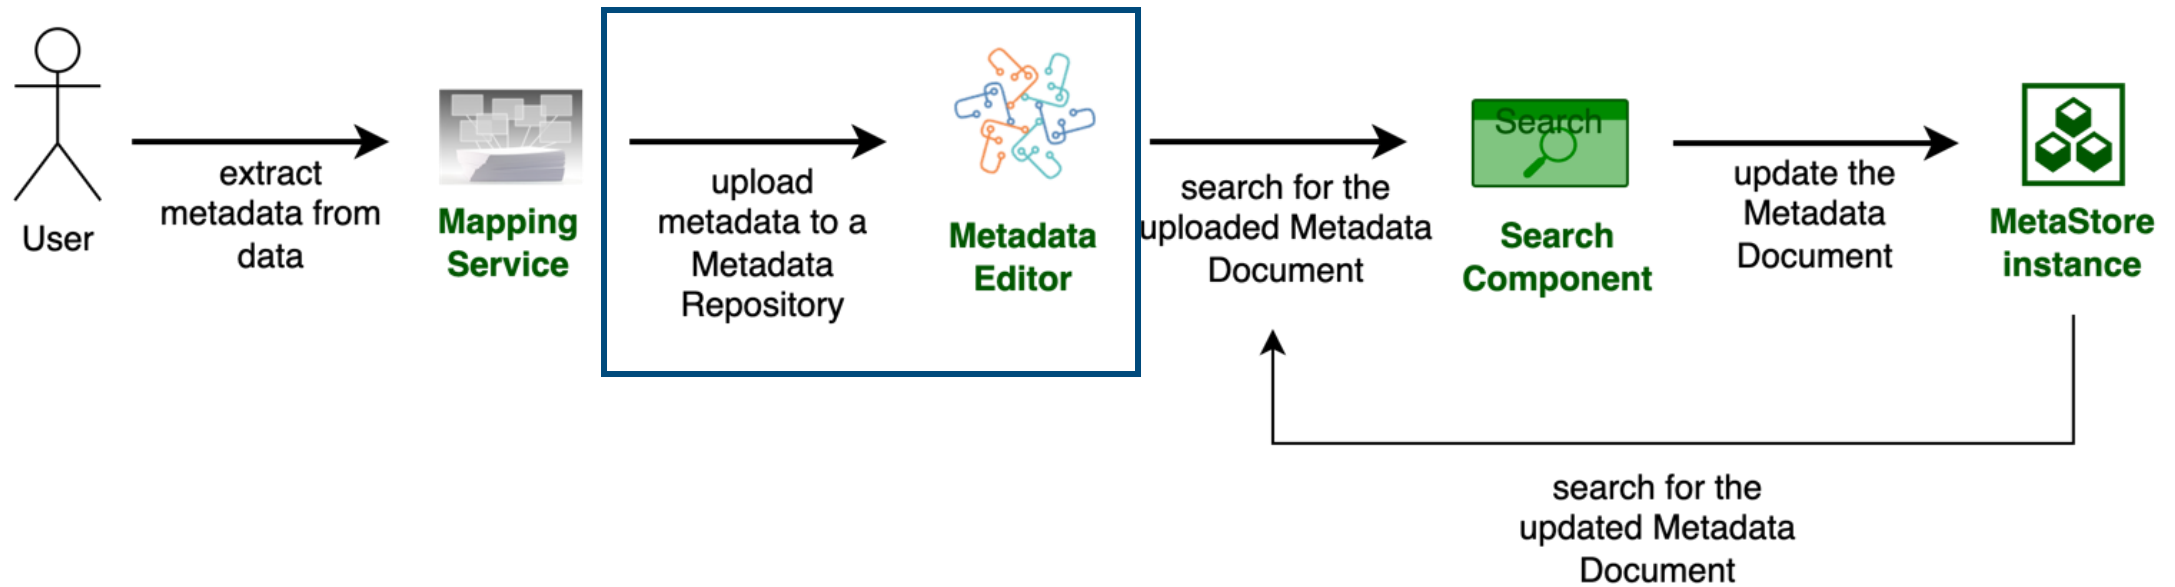 User
extract
metadata from
data
Mapping
Service
upload
metadata to a
Metadata
Repository
Metadata
Editor
search for the
uploaded Metadata
Document
Search
Search
Component
update the
Metadata
Document
MetaStore
instance
search for the
updated Metadata
Document